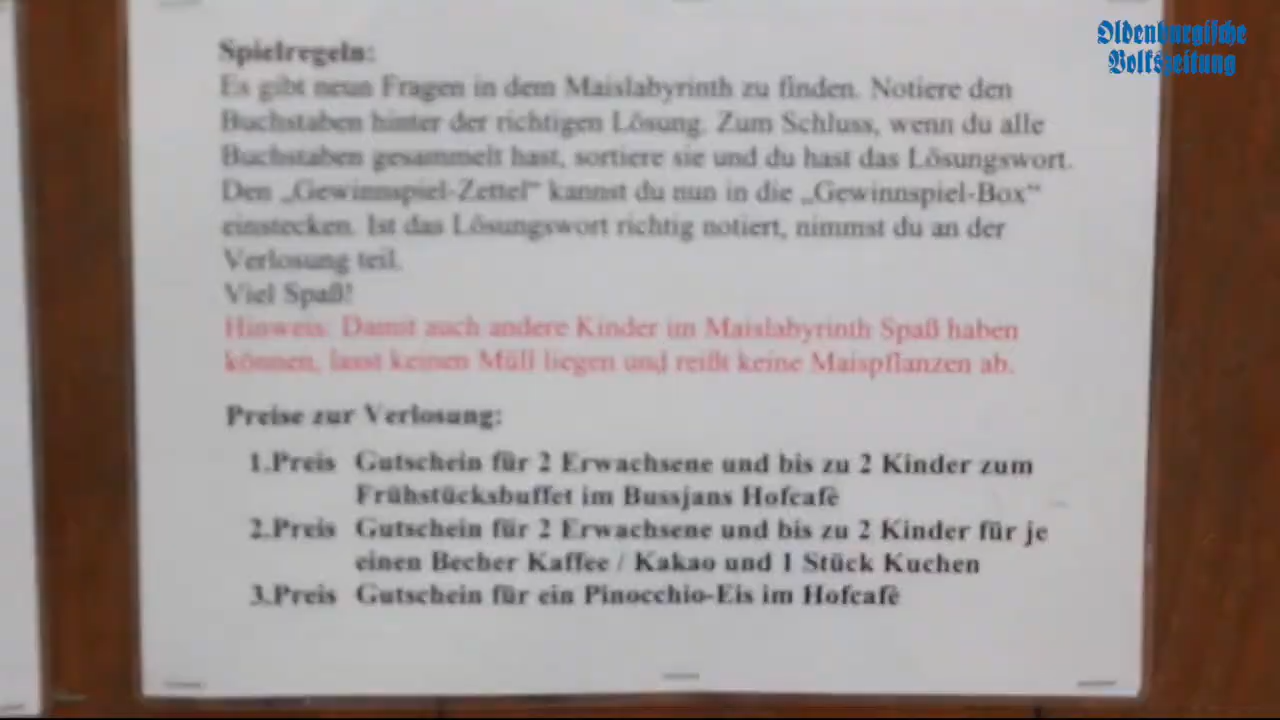 Oldenburgische
Volkszeitung
Spielregeln:
Es gibt neun Fragen in dem Maislabyrinth zu finden. Notiere den
Buchstaben hinter der richtigen Lösung. Zum Schluss, wenn du alle
Buchstaben gesammelt hast, sortiere sie und du hast das Lösungswort.
Den „Gewinnspiel-Zettel“ kannst du nun in die „Gewinnspiel-Box“
einstecken. Ist das Lösungswort richtig notiert, nimmst du an der
Verlosung teil.
Viel Spaß!
Hinweis: Damit auch andere Kinder im Maislabyrinth Spaß haben
können, lasst keinen Müll liegen und reißt keine Maispflanzen ab.
Preise zur Verlosung:
1.Preis Gutschein für 2 Erwachsene und bis zu 2 Kinder zum
Frühstücksbuffet im Bussjans Hofcafé
2.Preis Gutschein für 2 Erwachsene und bis zu 2 Kinder für je
einen Becher Kaffee / Kakao und 1 Stück Kuchen
3.Preis Gutschein für ein Pinocchio-Eis im Hofcafé